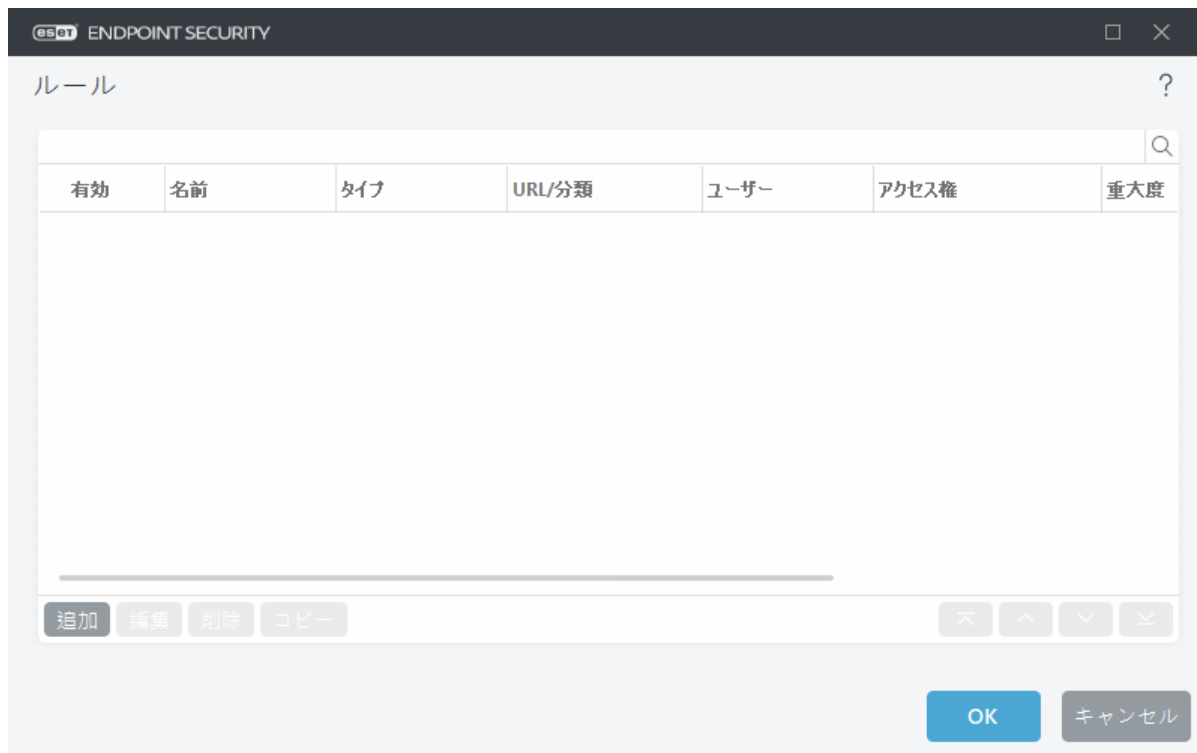 eseT ENDPOINT SECURITY
ルール ?
有効 名前 タイプ URL/分類 ユーザー アクセス権 重大度
追加 編集 削除 コピー
OK キャンセル